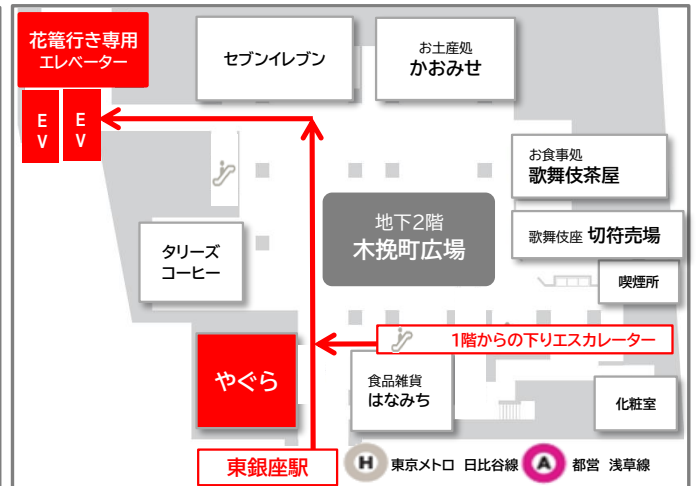 花篭行き専用
エレベーター
E
V
E
V
セブンイレブン
お土産処
かおみせ
お食事処
歌舞伎茶屋
地下2階
木挽町広場
歌舞伎座 切符売場
タリーズ
コーヒー
喫煙所
1階からの下りエスカレーター
やぐら
食品雑貨
はなみち
化粧室
東銀座駅
H 東京メトロ 日比谷線 A 都営 浅草線